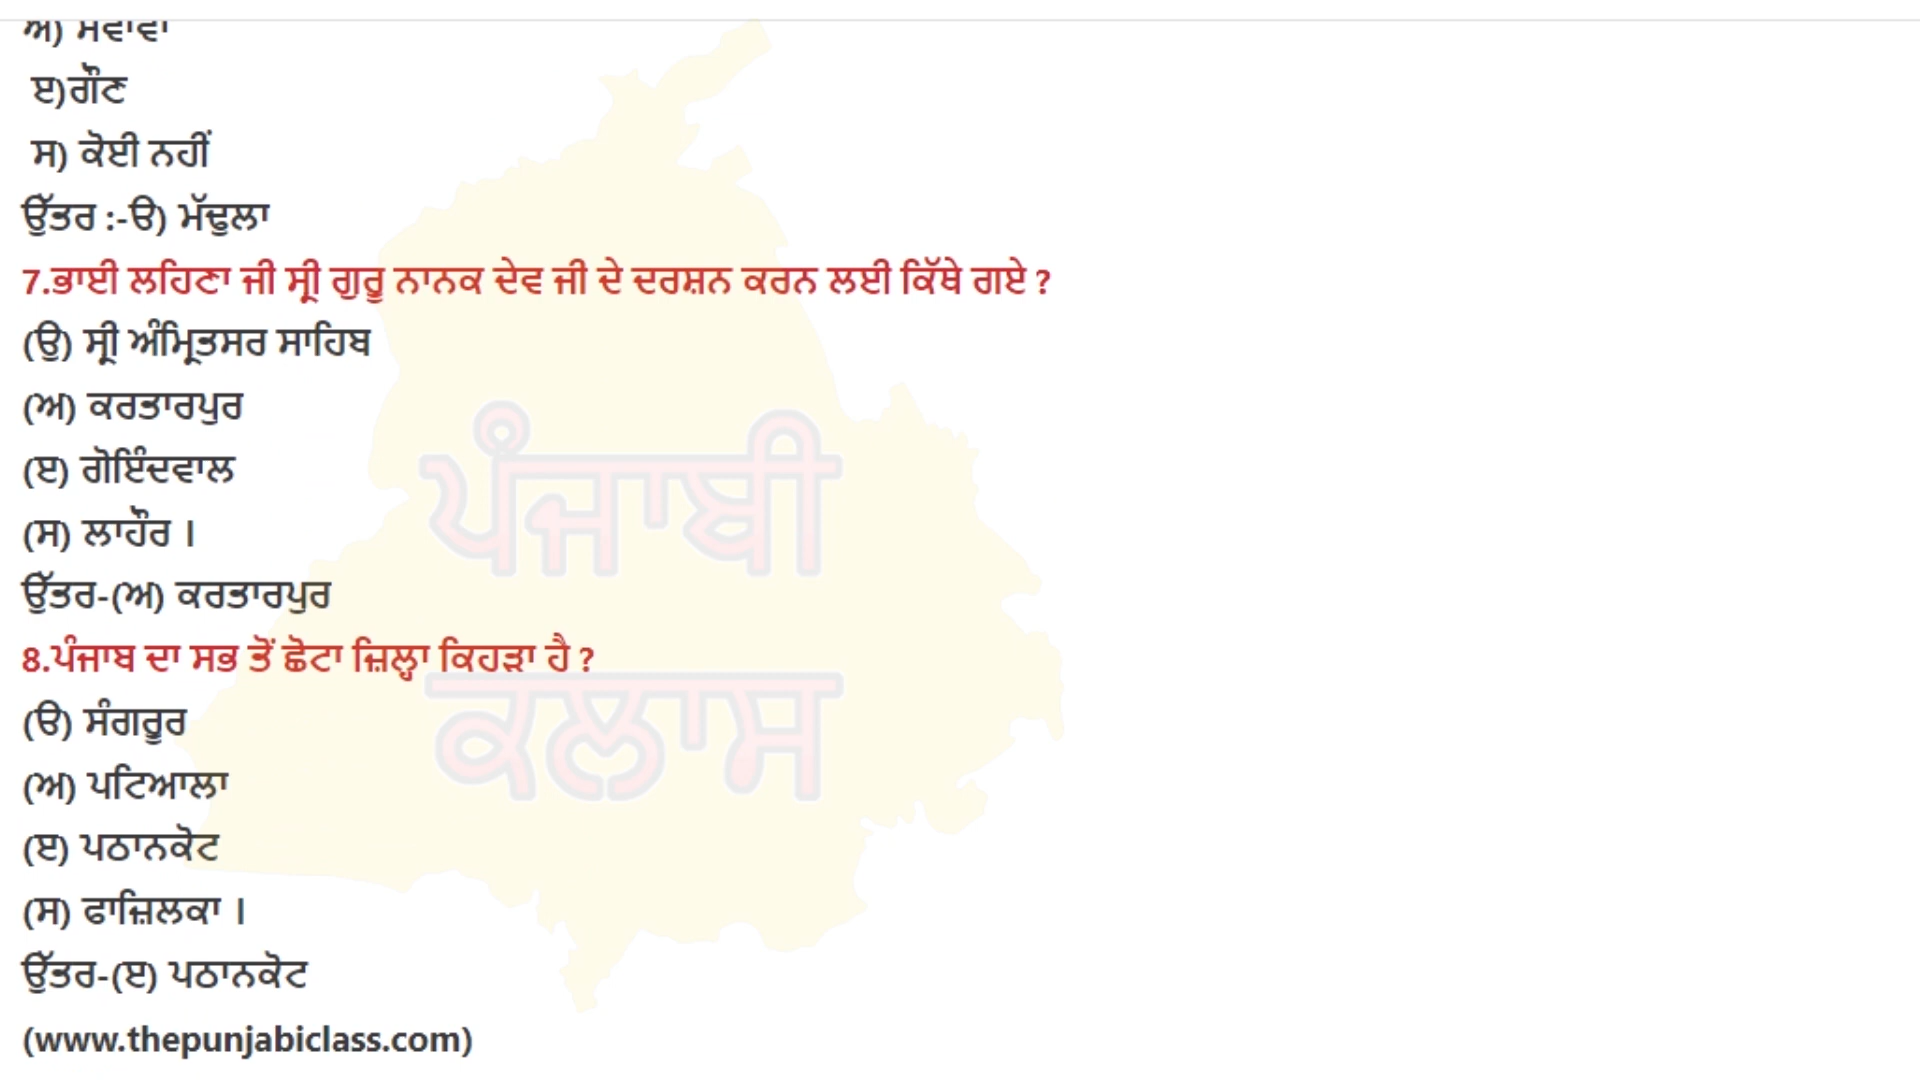 ਏ)ਗੌਣ
ਸ) ਕੋਈ ਨਹੀਂ
ਉੱਤਰ :-ੳ) ਮੱਢੁਲਾ
7.ਭਾਈ ਲਹਿਣਾ ਜੀ ਸ੍ਰੀ ਗੁਰੂ ਨਾਨਕ ਦੇਵ ਜੀ ਦੇ ਦਰਸ਼ਨ ਕਰਨ ਲਈ ਕਿੱਥੇ ਗਏ ?
(ਉ) ਸ੍ਰੀ ਅੰਮ੍ਰਿਤਸਰ ਸਾਹਿਬ
(ਅ) ਕਰਤਾਰਪੁਰ
(ੲ) ਗੋਇੰਦਵਾਲ
(ਸ) ਲਾਹੌਰ ।
ਉੱਤਰ-(ਅ) ਕਰਤਾਰਪੁਰ
8.ਪੰਜਾਬ ਦਾ ਸਭ ਤੋਂ ਛੋਟਾ ਜ਼ਿਲ੍ਹਾ ਕਿਹੜਾ ਹੈ ?
(ੳ) ਸੰਗਰੂਰ
(ਅ) ਪਟਿਆਲਾ
(ੲ) ਪਠਾਨਕੋਟ
(ਸ) ਫਾਜ਼ਿਲਕਾ ।
ਉੱਤਰ-(ੲ) ਪਠਾਨਕੋਟ
(www.thepunjabiclass.com)
ਪੰਜਾਬੀ
ਕਲਾਸ